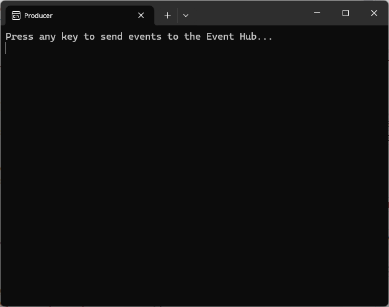 Producer
Press any key to send events to the Event Hub...